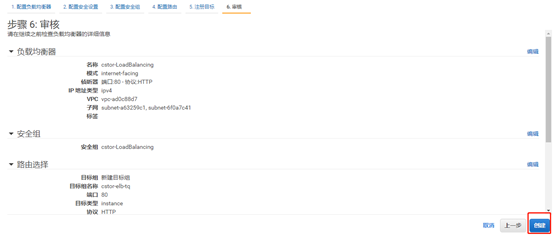 1. 配置负载均衡器 2. 配置安全设置 3. 配置安全组 4. 配置路由 5. 注册目标 6. 审核
步骤 6: 审核
请在继续之前检查负载均衡器的详细信息
负载均衡器 编辑
名称 cstor-LoadBalancing
模式 internet-facing
侦听器 端口:80 - 协议:HTTP
IP 地址类型 ipv4
VPC vpc-ad0c88d7
子网 subnet-a63259c1, subnet-6f0a7c41
标签
安全组 编辑
安全组 cstor-LoadBalancing
路由选择 编辑
目标组 新建目标组
目标组名称 cstor-elb-tg
端口 80
目标类型 instance
协议 HTTP
取消 上一步 创建